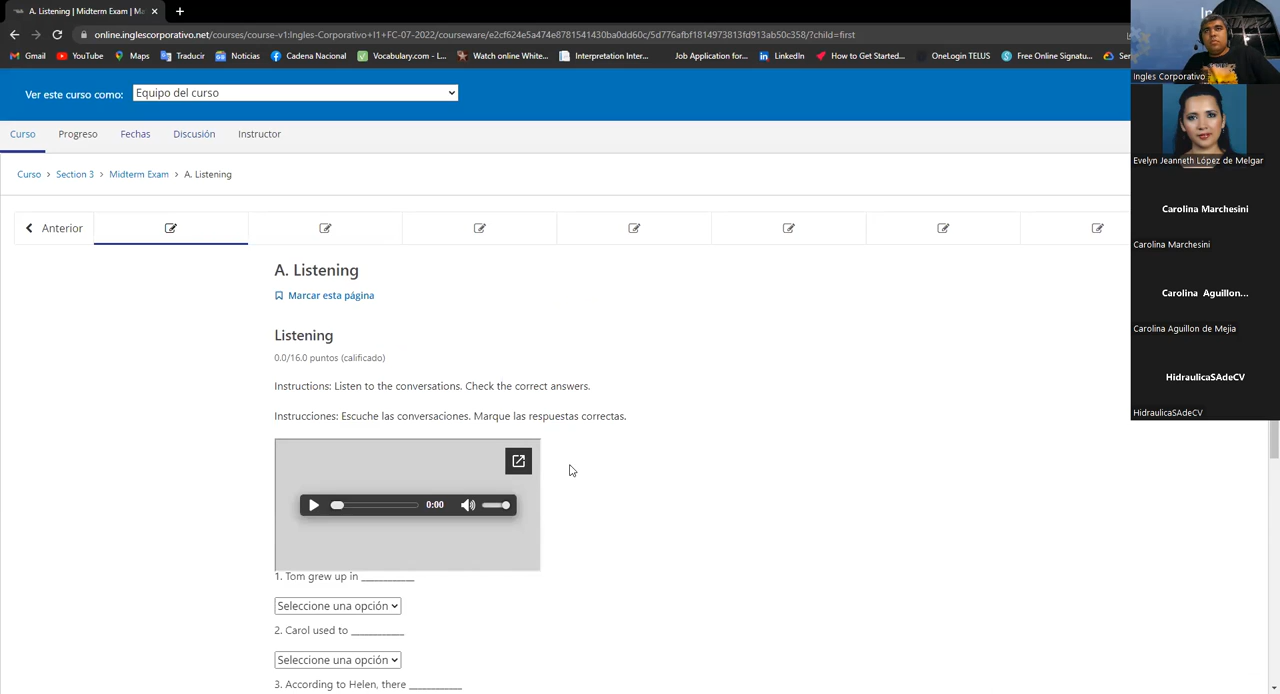 A. Listening | Midterm Exam | Ma
online.inglescorporativo.net/courses/course-v1:Ingles-Corporativo+I1+FC-07-2022/courseware/e2cf624e5a474e8781541430ba0dd60c/5d776afbf1814973813fd913ab50c358/?child=first
Gmail YouTube Maps Traducir Noticias Cadena Nacional Vocabulary.com - L... Watch online White... Interpretation Inter... Job Application for... LinkedIn How to Get Started... OneLogin TELUS Free Online Signatu...
Ingles Corporativo
Ver este curso como: Equipo del curso
Curso Progreso Fechas Discusión Instructor
Evelyn Jeanneth López de Melgar
Curso > Section 3 > Midterm Exam > A. Listening
Carolina Marchesini
Anterior
Carolina Marchesini
A. Listening
Marcar esta página
Carolina Aguillon...
Carolina Aguillon de Mejia
Listening
0.0/16.0 puntos (calificado)
HidraulicaSAdeCV
Instructions: Listen to the conversations. Check the correct answers.
HidraulicaSAdeCV
Instrucciones: Escuche las conversaciones. Marque las respuestas correctas.
0:00
1. Tom grew up in ___________
Seleccione una opción
2. Carol used to ___________
Seleccione una opción
3. According to Helen, there ___________